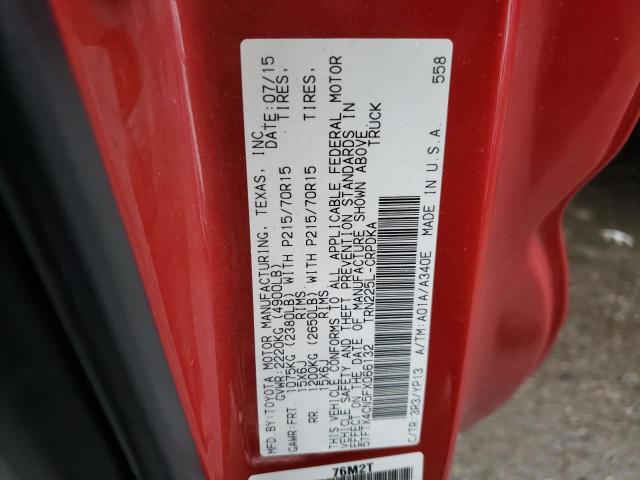 MFD.BY:TOYOTA MOTOR MANUFACTURING, TEXAS, INC. DATE:07/15
GVWR:2220KG (4900LB)
GAWR:FRT. 1075KG (2380LB) WITH P215/70R15 TIRES,
15X6J RIMS
RR. 1200KG (2650LB) WITH P215/70R15 TIRES,
15X6J RIMS
THIS VEHICLE CONFORMS TO ALL APPLICABLE FEDERAL MOTOR
VEHICLE SAFETY AND THEFT PREVENTION STANDARDS IN
EFFECT ON THE DATE OF MANUFACTURE SHOWN ABOVE
5TFTX4CN5FX066132 TRUCK
TRN225L-CRPDKA
C/TR:3R3/YP13 A/TM:A01A/A340E MADE IN U.S.A. 558
76M2T